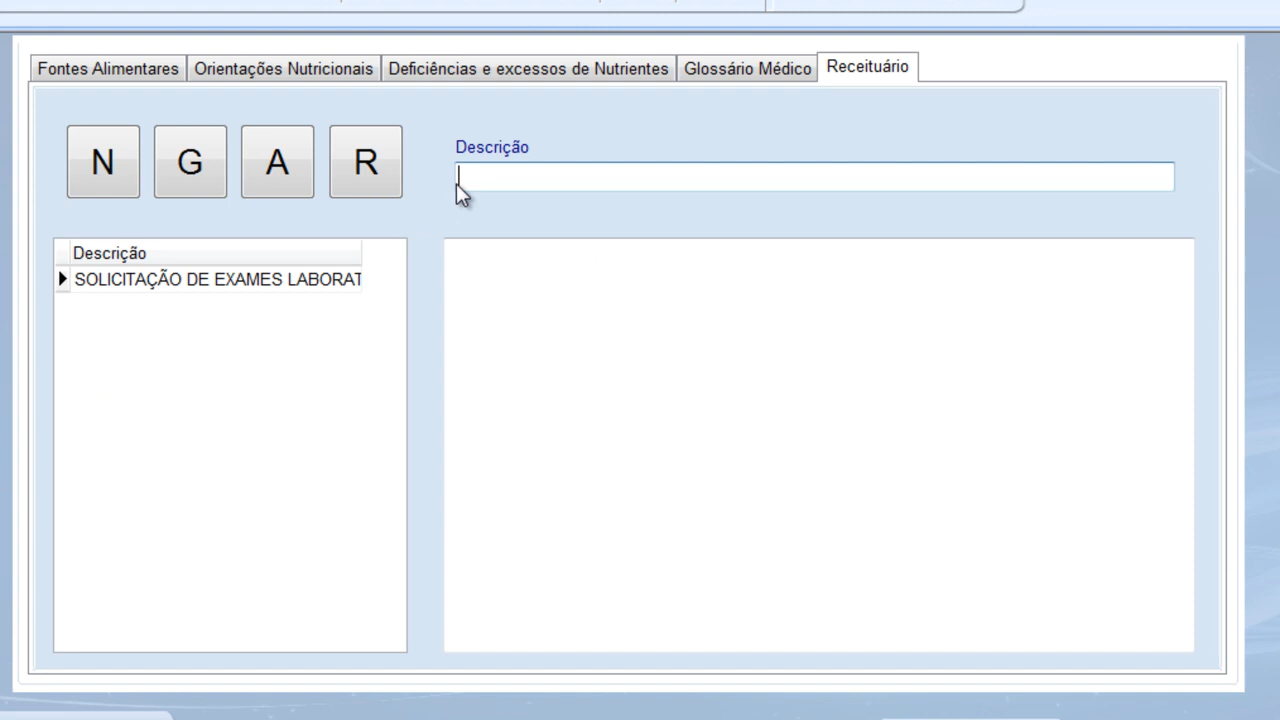 Fontes Alimentares Orientações Nutricionais Deficiências e excessos de Nutrientes Glossário Médico Receituário
N G A R
Descrição
Descrição
SOLICITAÇÃO DE EXAMES LABORAT